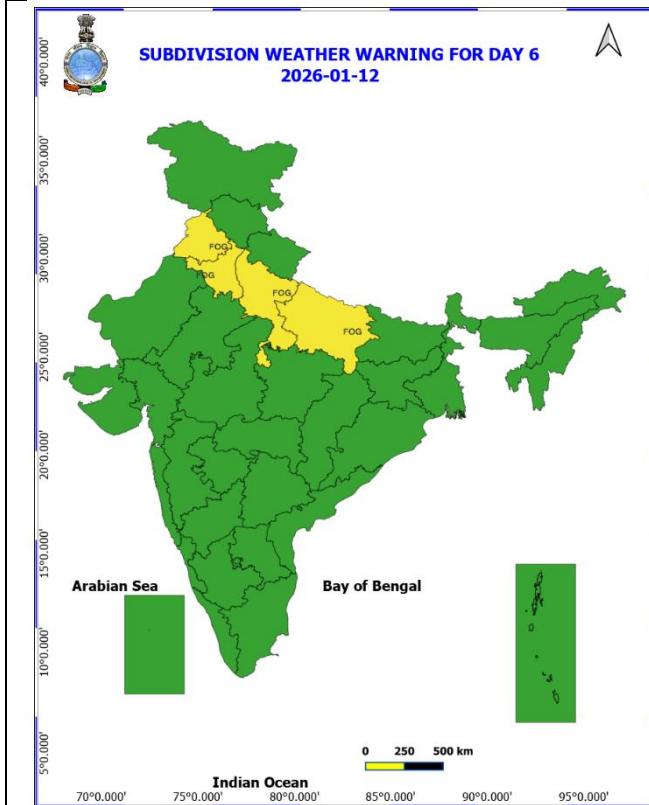 SUBDIVISION WEATHER WARNING FOR DAY 6
2026-01-12
40°0.000'
35°0.000'
30°0.000'
25°0.000'
20°0.000'
15°0.000'
10°0.000'
5°0.000'
FOG
FOG
FOG
FOG
Arabian Sea
Bay of Bengal
0 250 500 km
Indian Ocean
70°0.000' 75°0.000' 80°0.000' 85°0.000' 90°0.000' 95°0.000'